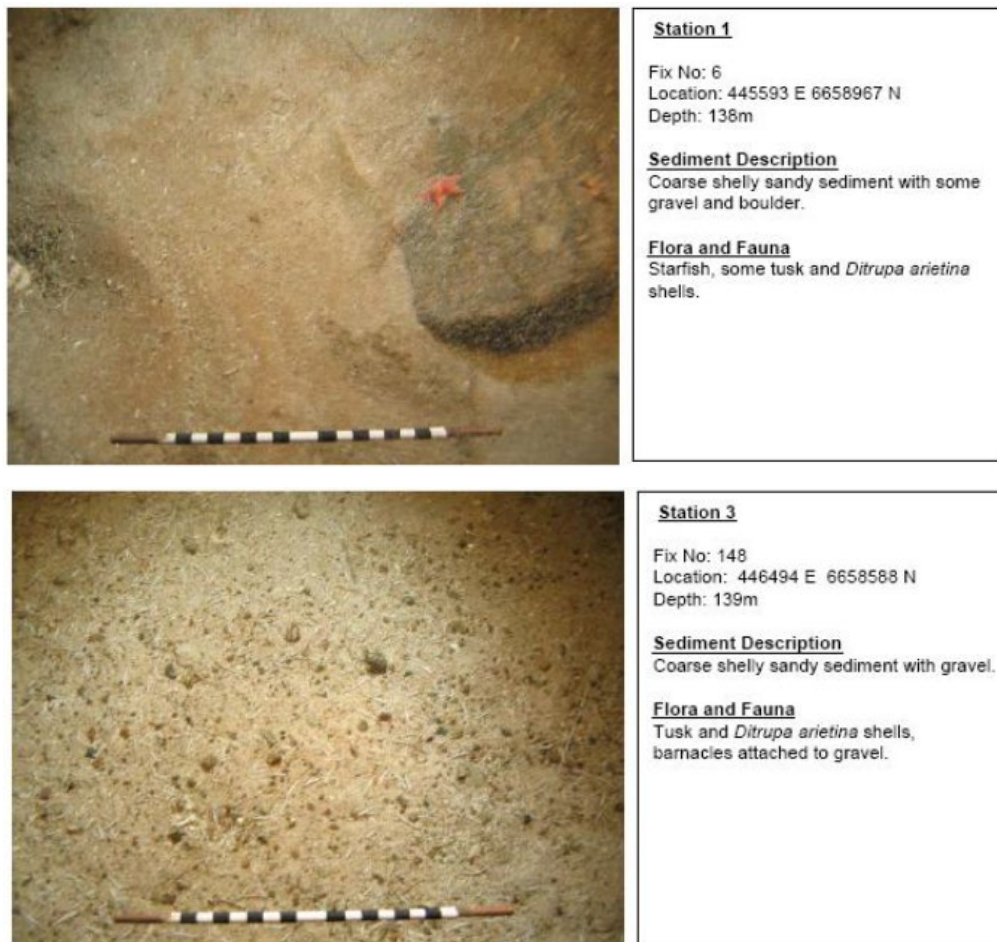 Station 1
Fix No: 6
Location: 445593 E 6658967 N
Depth: 138m
Sediment Description
Coarse shelly sandy sediment with some
gravel and boulder.
Flora and Fauna
Starfish, some tusk and Ditrupa arietina
shells.
Station 3
Fix No: 148
Location: 446494 E 6658588 N
Depth: 139m
Sediment Description
Coarse shelly sandy sediment with gravel.
Flora and Fauna
Tusk and Ditrupa arietina shells,
barnacles attached to gravel.